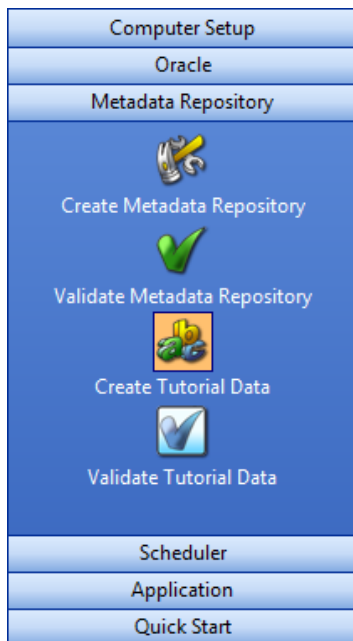 Computer Setup
Oracle
Metadata Repository
Create Metadata Repository
Validate Metadata Repository
abc
Create Tutorial Data
Validate Tutorial Data
Scheduler
Application
Quick Start